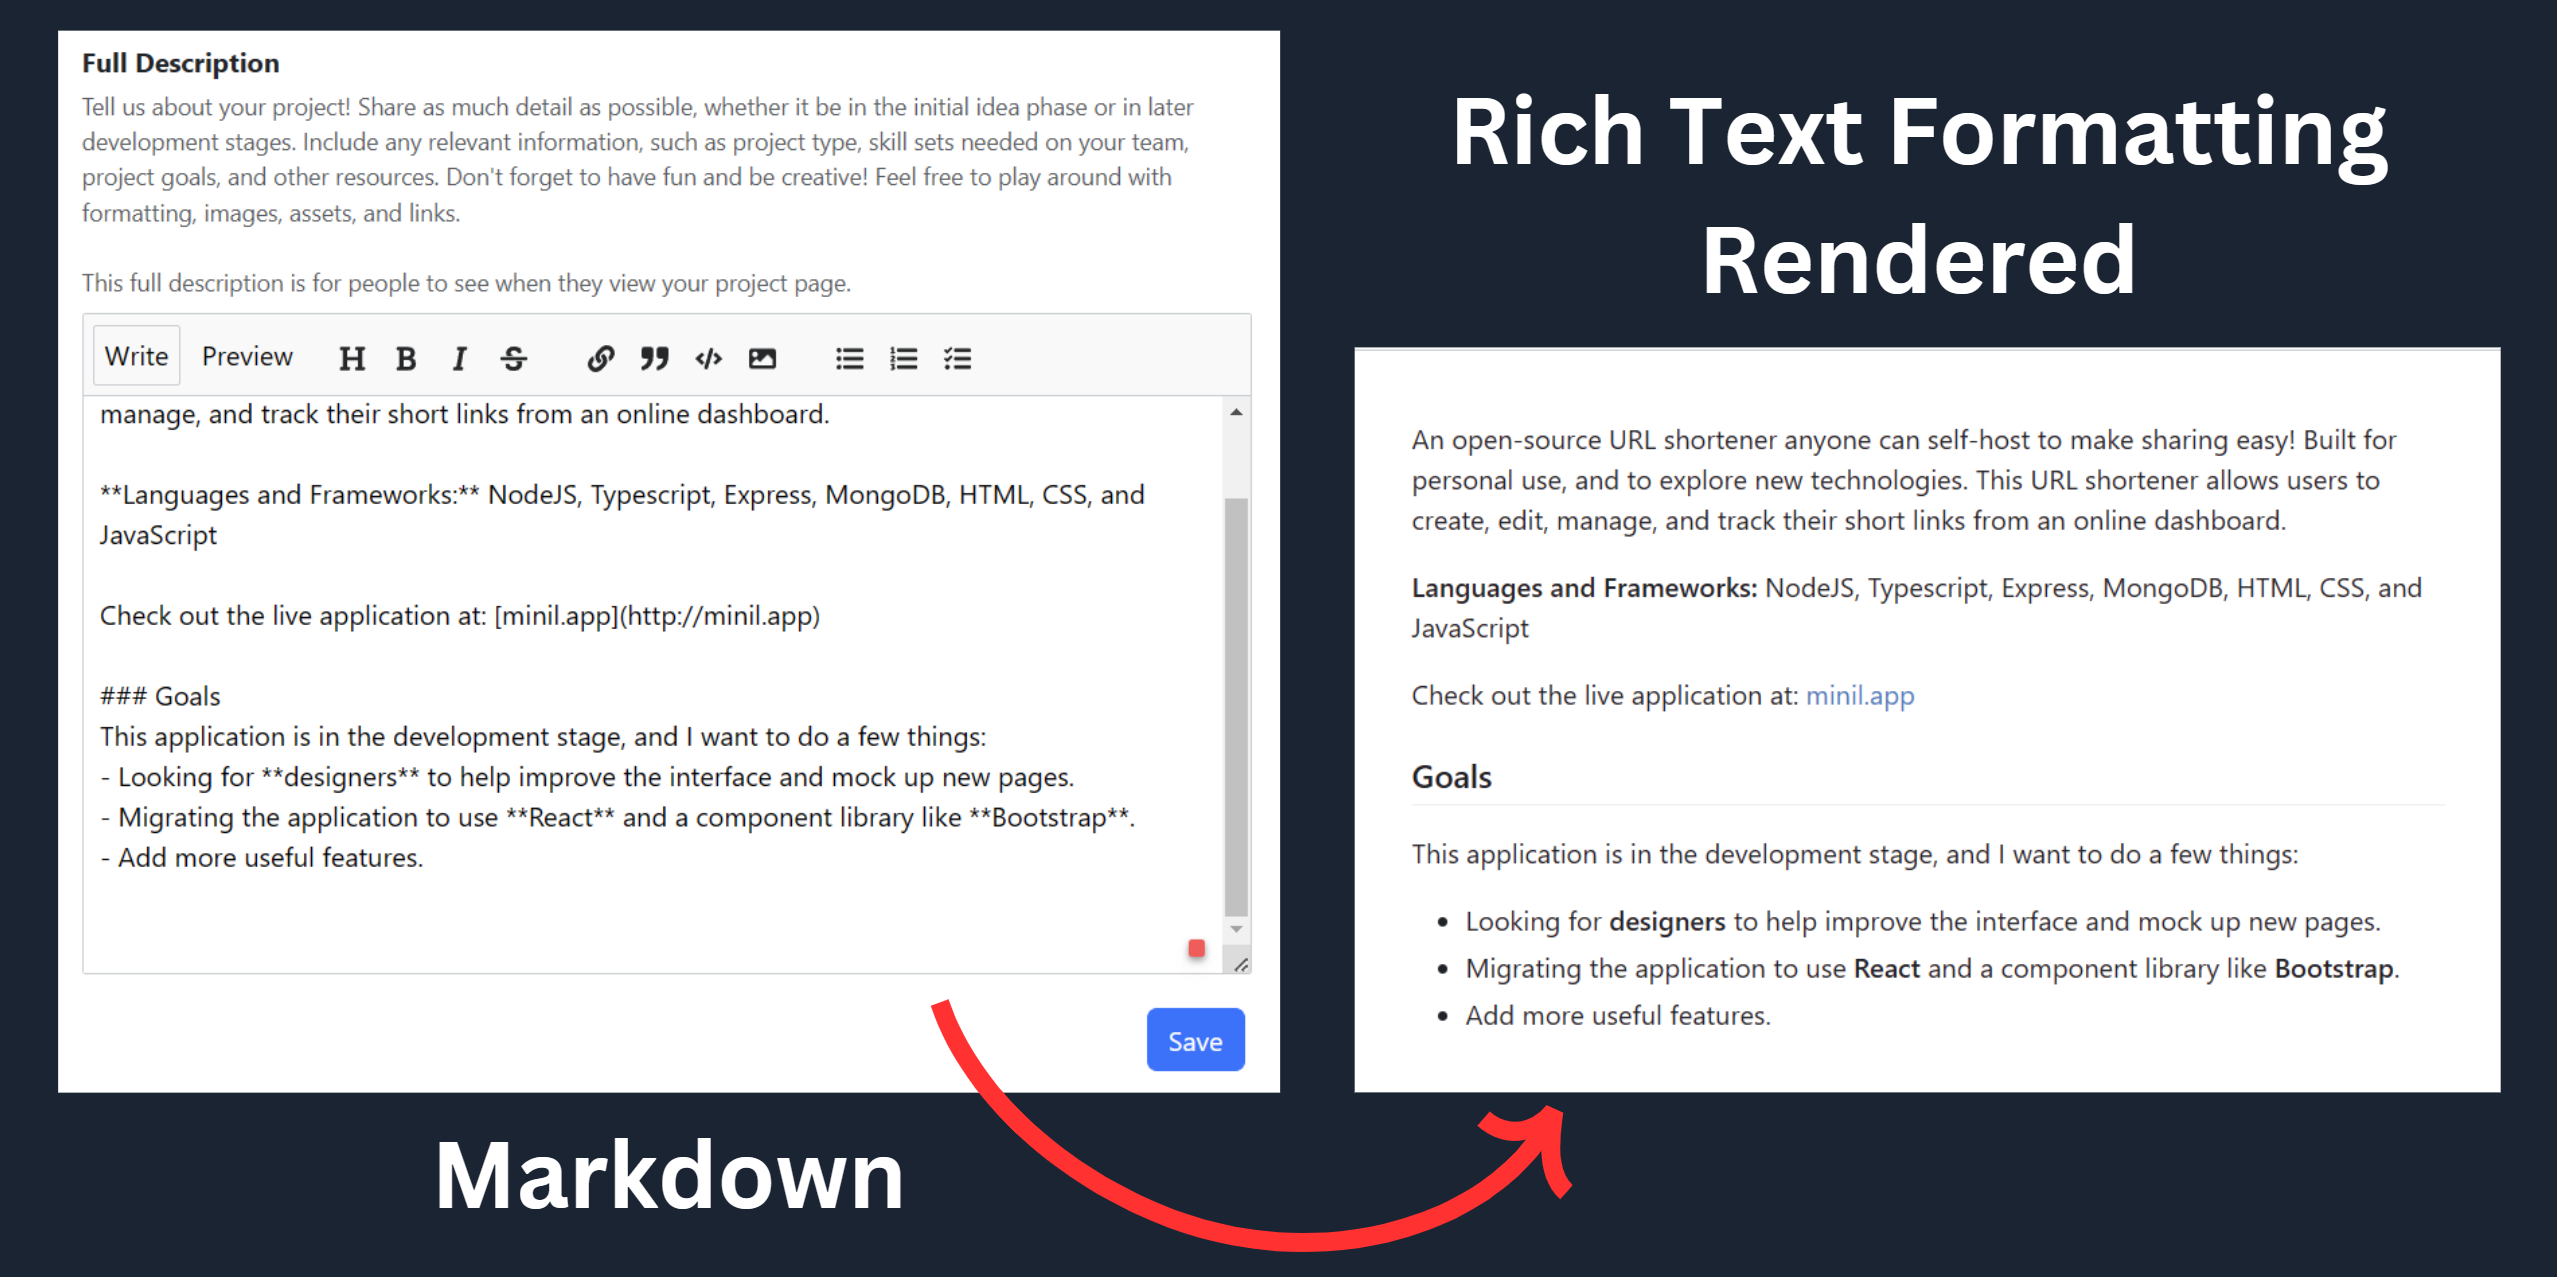 Full Description
Tell us about your project! Share as much detail as possible, whether it be in the initial idea phase or in later
development stages. Include any relevant information, such as project type, skill sets needed on your team,
project goals, and other resources. Don't forget to have fun and be creative! Feel free to play around with
formatting, images, assets, and links.
This full description is for people to see when they view your project page.
Write Preview H B I S
manage, and track their short links from an online dashboard.
**Languages and Frameworks:** NodeJS, Typescript, Express, MongoDB, HTML, CSS, and
JavaScript
Check out the live application at: [minil.app](http://minil.app)
### Goals
This application is in the development stage, and I want to do a few things:
- Looking for **designers** to help improve the interface and mock up new pages.
- Migrating the application to use **React** and a component library like **Bootstrap**.
- Add more useful features.
Save
Markdown
Rich Text Formatting
Rendered
An open-source URL shortener anyone can self-host to make sharing easy! Built for
personal use, and to explore new technologies. This URL shortener allows users to
create, edit, manage, and track their short links from an online dashboard.
Languages and Frameworks: NodeJS, Typescript, Express, MongoDB, HTML, CSS, and
JavaScript
Check out the live application at: minil.app
Goals
This application is in the development stage, and I want to do a few things:
• Looking for designers to help improve the interface and mock up new pages.
• Migrating the application to use React and a component library like Bootstrap.
• Add more useful features.